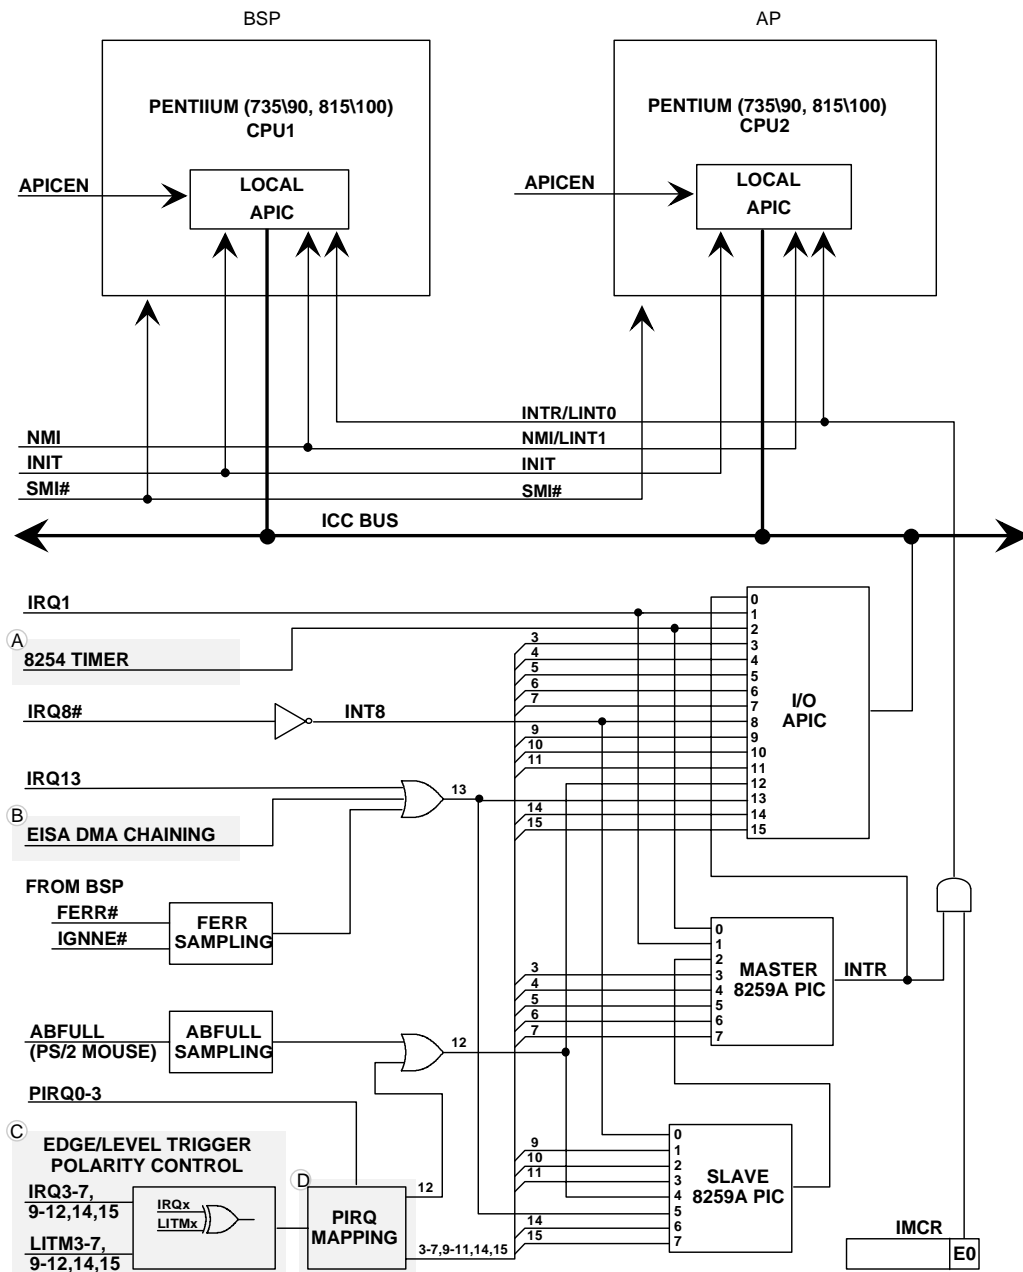 BSP
AP
PENTIIUM (735\90, 815\100)
CPU1
PENTIUM (735\90, 815\100)
CPU2
APICEN
LOCAL
APIC
APICEN
LOCAL
APIC
INTR/LINT0
NMI
NMI/LINT1
INIT
INIT
SMI#
SMI#
ICC BUS
IRQ1
A
8254 TIMER
IRQ8#
INT8
IRQ13
13
B
EISA DMA CHAINING
3
4
5
6
7
9
10
11
14
15
0
1
2
3
4
5
6
7
8
9
10
11
12
13
14
15
I/O
APIC
FROM BSP
FERR#
IGNNE#
FERR
SAMPLING
3
4
5
6
7
0
1
2
3
4
5
6
7
MASTER
8259A PIC
INTR
ABFULL
(PS/2 MOUSE)
ABFULL
SAMPLING
12
PIRQ0-3
C
EDGE/LEVEL TRIGGER
POLARITY CONTROL
IRQ3-7,
9-12,14,15
LITM3-7,
9-12,14,15
IRQx
LITMx
D
PIRQ
MAPPING
12
3-7,9-11,14,15
9
10
11
14
15
0
1
2
3
4
5
6
7
SLAVE
8259A PIC
IMCR
E0